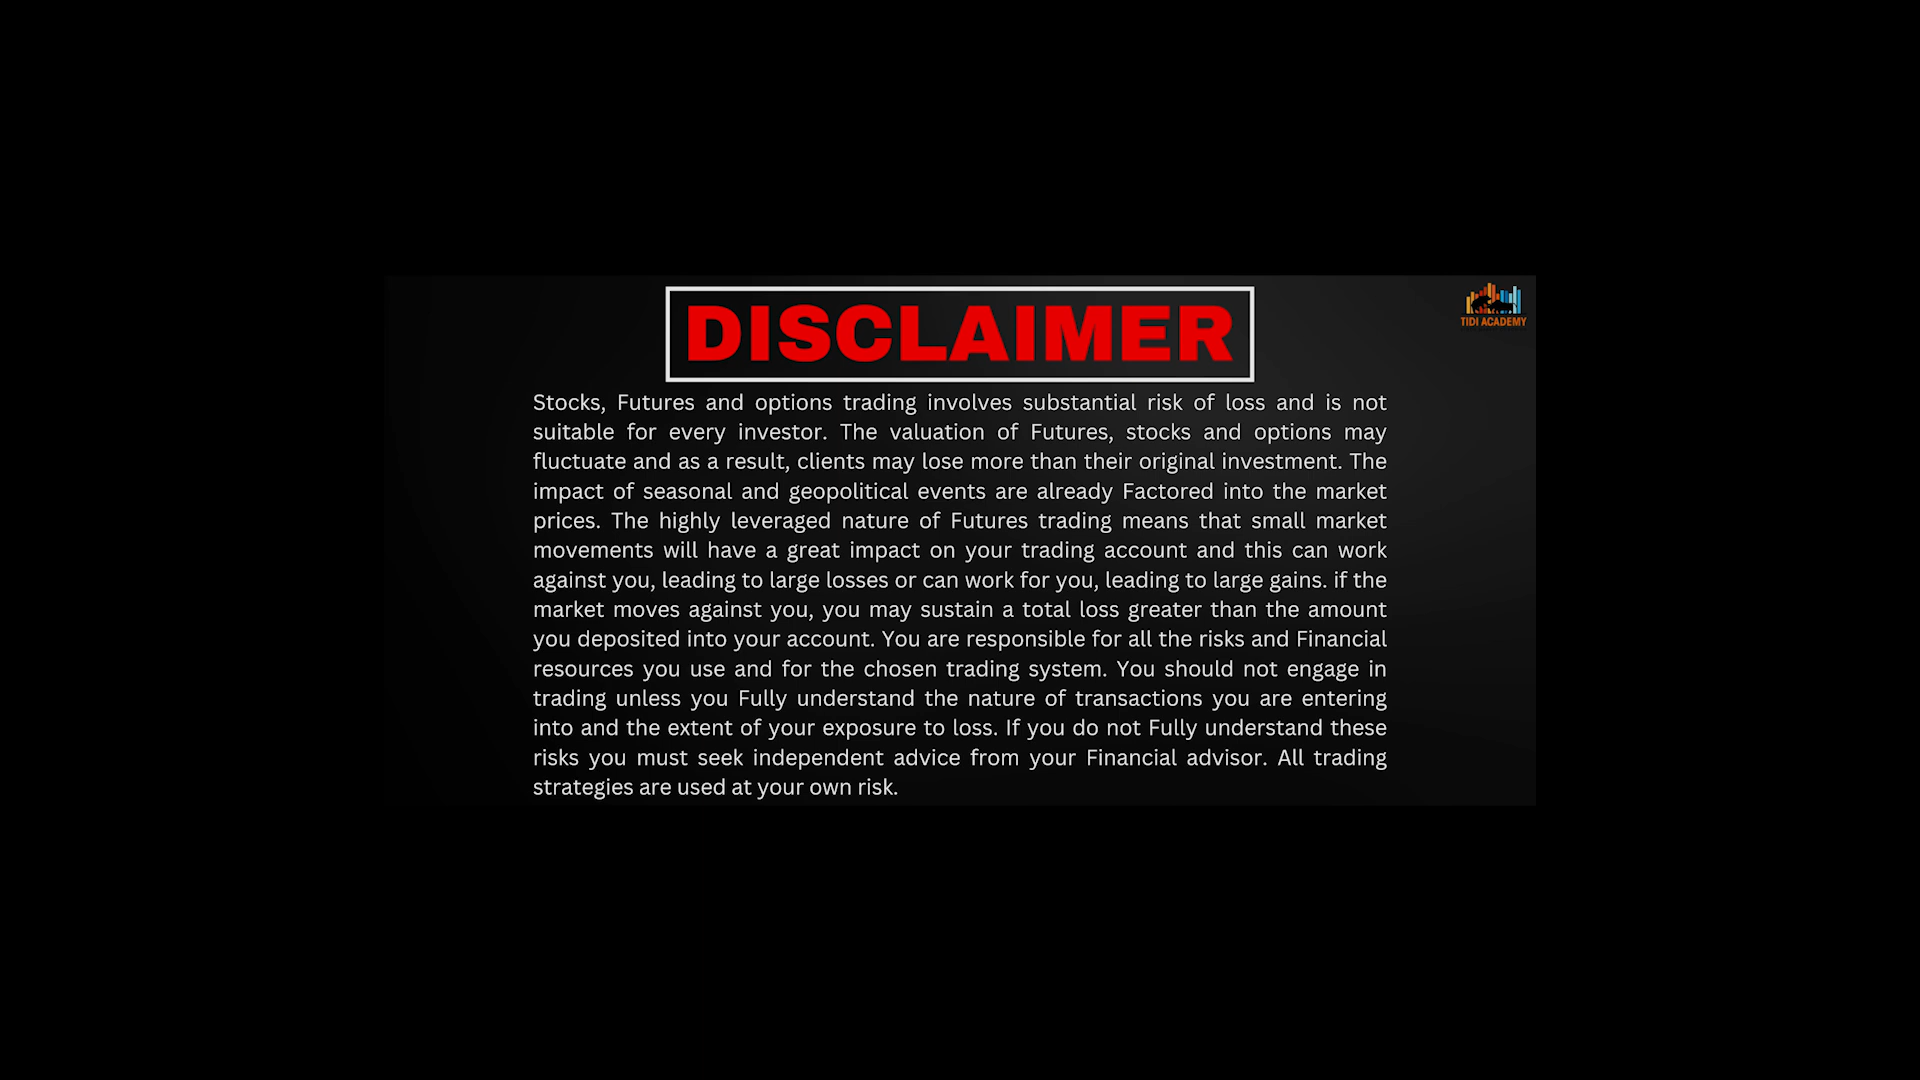 DISCLAIMER
TIDI ACADEMY
Stocks, Futures and options trading involves substantial risk of loss and is not
suitable for every investor. The valuation of Futures, stocks and options may
fluctuate and as a result, clients may lose more than their original investment. The
impact of seasonal and geopolitical events are already Factored into the market
prices. The highly leveraged nature of Futures trading means that small market
movements will have a great impact on your trading account and this can work
against you, leading to large losses or can work for you, leading to large gains. if the
market moves against you, you may sustain a total loss greater than the amount
you deposited into your account. You are responsible for all the risks and Financial
resources you use and for the chosen trading system. You should not engage in
trading unless you Fully understand the nature of transactions you are entering
into and the extent of your exposure to loss. If you do not Fully understand these
risks you must seek independent advice from your Financial advisor. All trading
strategies are used at your own risk.